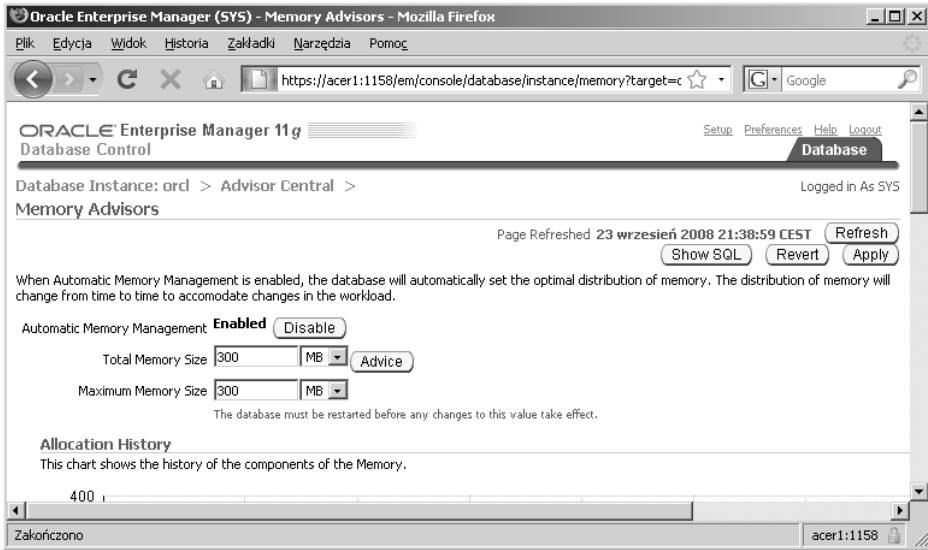 Oracle Enterprise Manager (SYS) - Memory Advisors - Mozilla Firefox
Plik Edycja Widok Historia Zakładki Narzędzia Pomoc
https://acer1:1158/em/console/database/instance/memory?target=c G Google
ORACLE Enterprise Manager 11g
Database Control
Setup Preferences Help Logout
Database
Database Instance: orcl > Advisor Central >
Logged in As SYS
Memory Advisors
Page Refreshed 23 wrzesień 2008 21:38:59 CEST Refresh
Show SQL Revert Apply
When Automatic Memory Management is enabled, the database will automatically set the optimal distribution of memory. The distribution of memory will
change from time to time to accomodate changes in the workload.
Automatic Memory Management Enabled Disable
Total Memory Size 300 MB Advice
Maximum Memory Size 300 MB
The database must be restarted before any changes to this value take effect.
Allocation History
This chart shows the history of the components of the Memory.
400
Zakończono acer1:1158